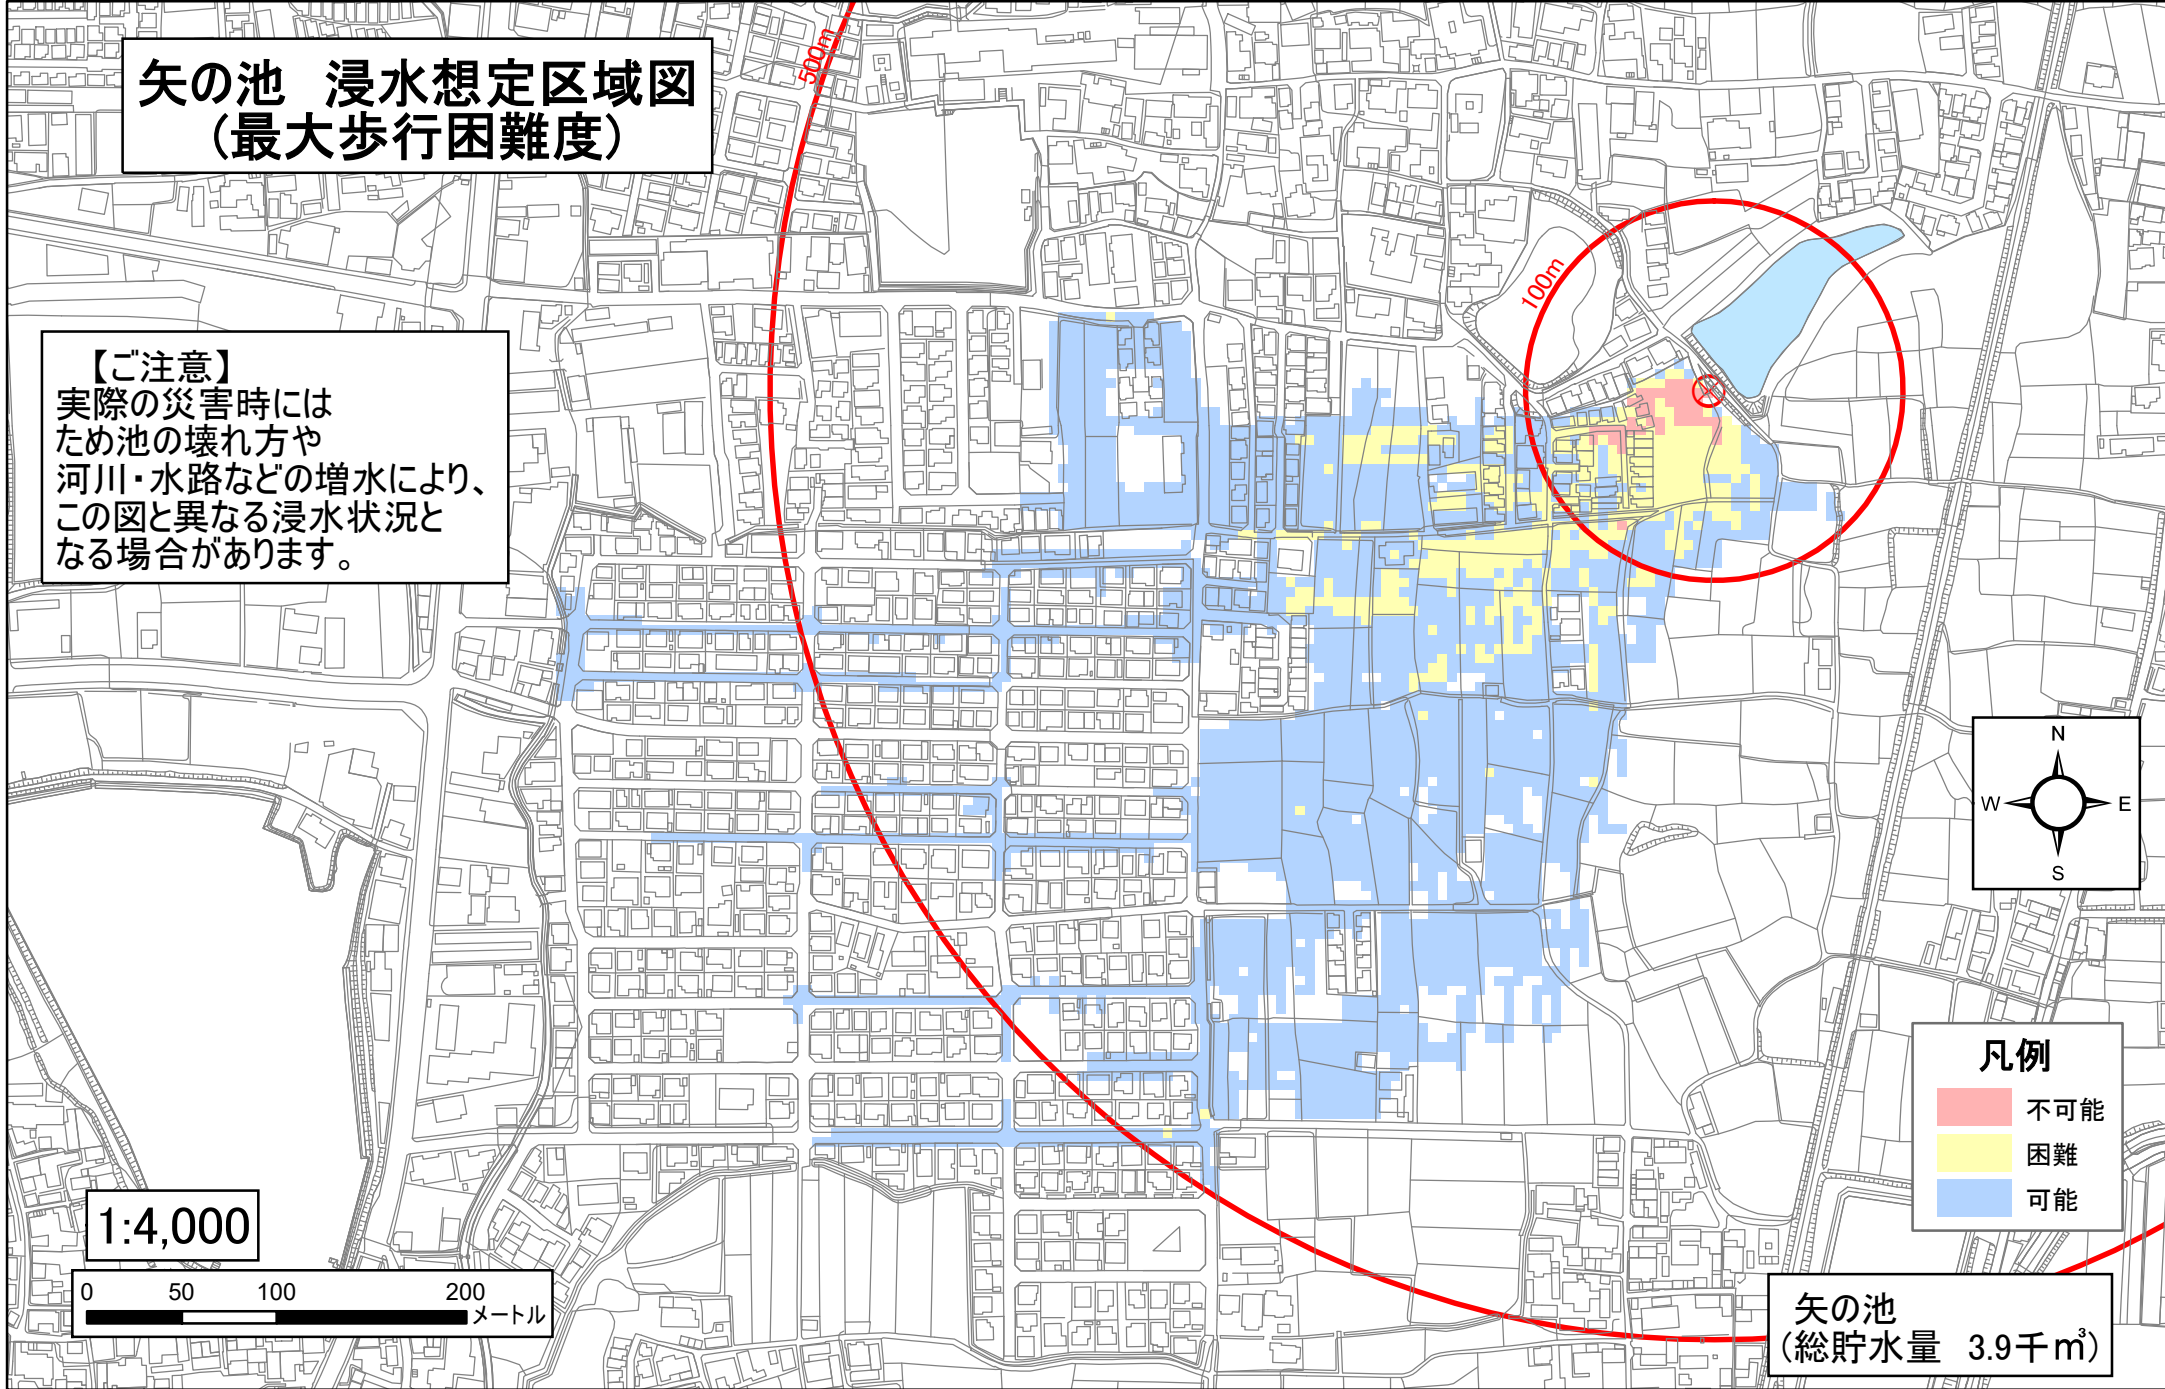 矢の池 浸水想定区域図
(最大歩行困難度)
500m
100m
【ご注意】
実際の災害時には
ため池の壊れ方や
河川・水路などの増水により、
この図と異なる浸水状況と
なる場合があります。
N
W E
S
凡例
不可能
困難
可能
1:4,000
0 50 100 200
メートル
矢の池
(総貯水量 3.9千㎥)